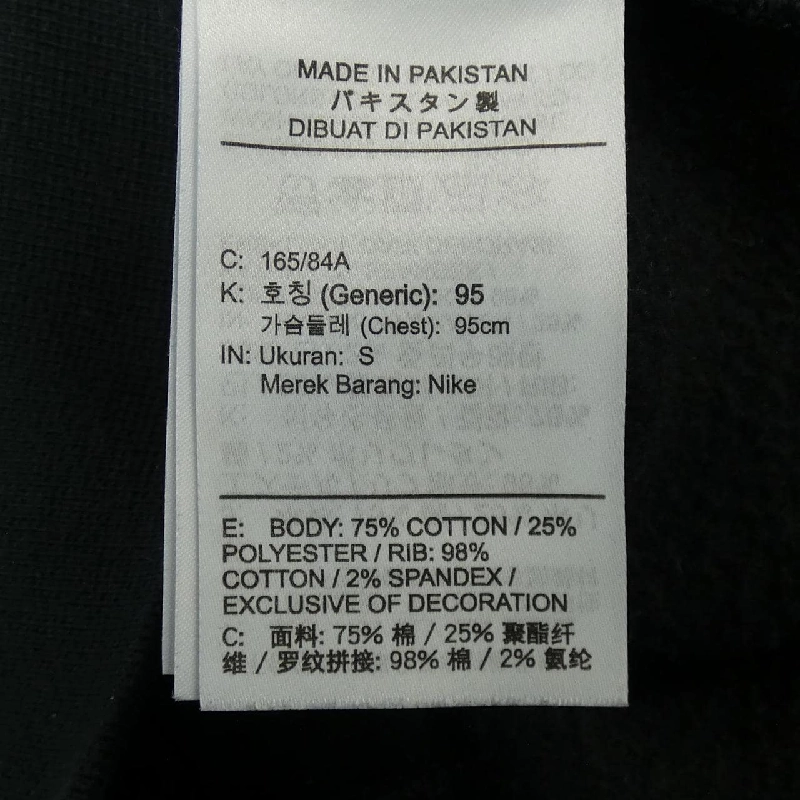 MADE IN PAKISTAN
パキスタン製
DIBUAT DI PAKISTAN
C: 165/84A
K: 호칭 (Generic): 95
가슴둘레 (Chest): 95cm
IN: Ukuran: S
Merek Barang: Nike
E: BODY: 75% COTTON / 25%
POLYESTER / RIB: 98%
COTTON / 2% SPANDEX /
EXCLUSIVE OF DECORATION
C: 面料: 75% 棉 / 25% 聚酯纤
维 / 罗纹拼接: 98% 棉 / 2% 氨纶